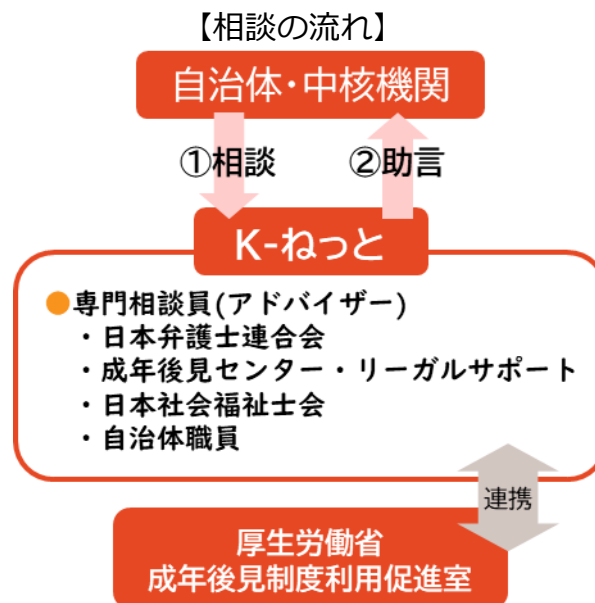 【相談の流れ】
自治体・中核機関
①相談 ②助言
K-ねっと
●専門相談員(アドバイザー)
・日本弁護士連合会
・成年後見センター・リーガルサポート
・日本社会福祉士会
・自治体職員
連携
厚生労働省
成年後見制度利用促進室